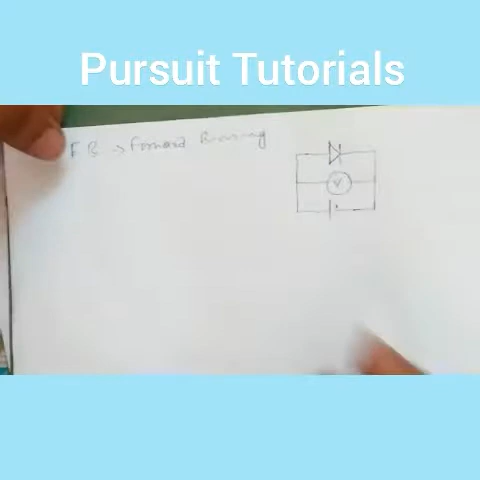 Pursuit Tutorials
F B → Forward Biasing
V